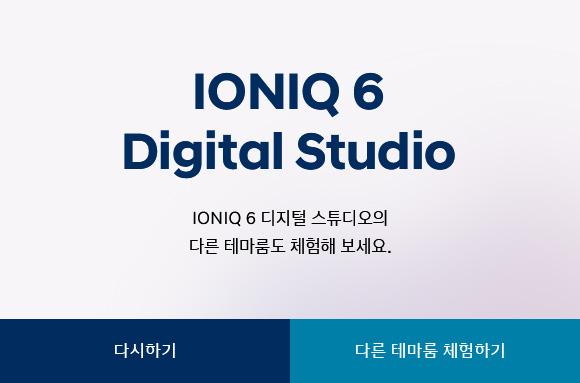 IONIQ 6
Digital Studio
IONIQ 6 디지털 스튜디오의
다른 테마룸도 체험해 보세요.
다시하기
다른 테마룸 체험하기